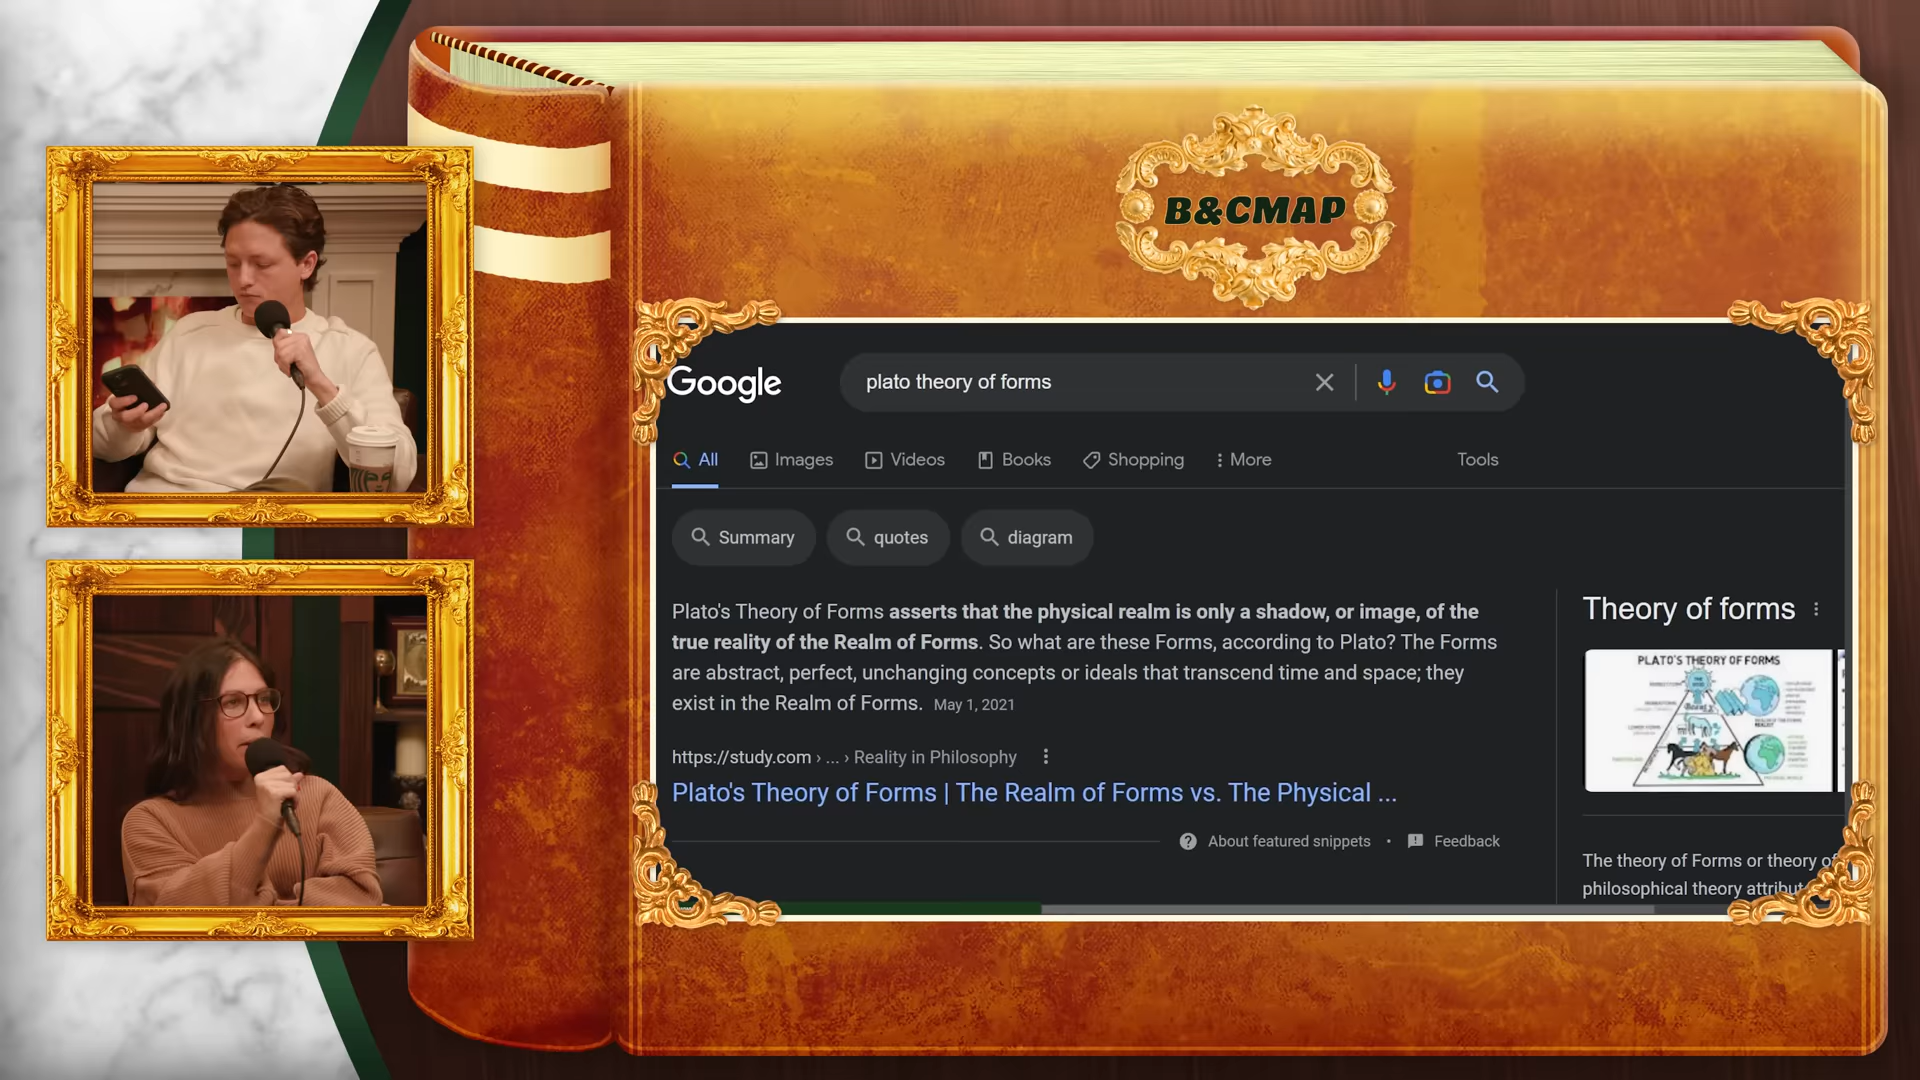 B&CMAP
Google
plato theory of forms
All
Images
Videos
Books
Shopping
More
Tools
Summary
quotes
diagram
Plato's Theory of Forms asserts that the physical realm is only a shadow, or image, of the
true reality of the Realm of Forms. So what are these Forms, according to Plato? The Forms
are abstract, perfect, unchanging concepts or ideals that transcend time and space; they
exist in the Realm of Forms. May 1, 2021
https://study.com › ... › Reality in Philosophy
Plato's Theory of Forms | The Realm of Forms vs. The Physical ...
About featured snippets • Feedback
Theory of forms
PLATO'S THEORY OF FORMS
Beauty
The theory of Forms or theory of
philosophical theory attribut